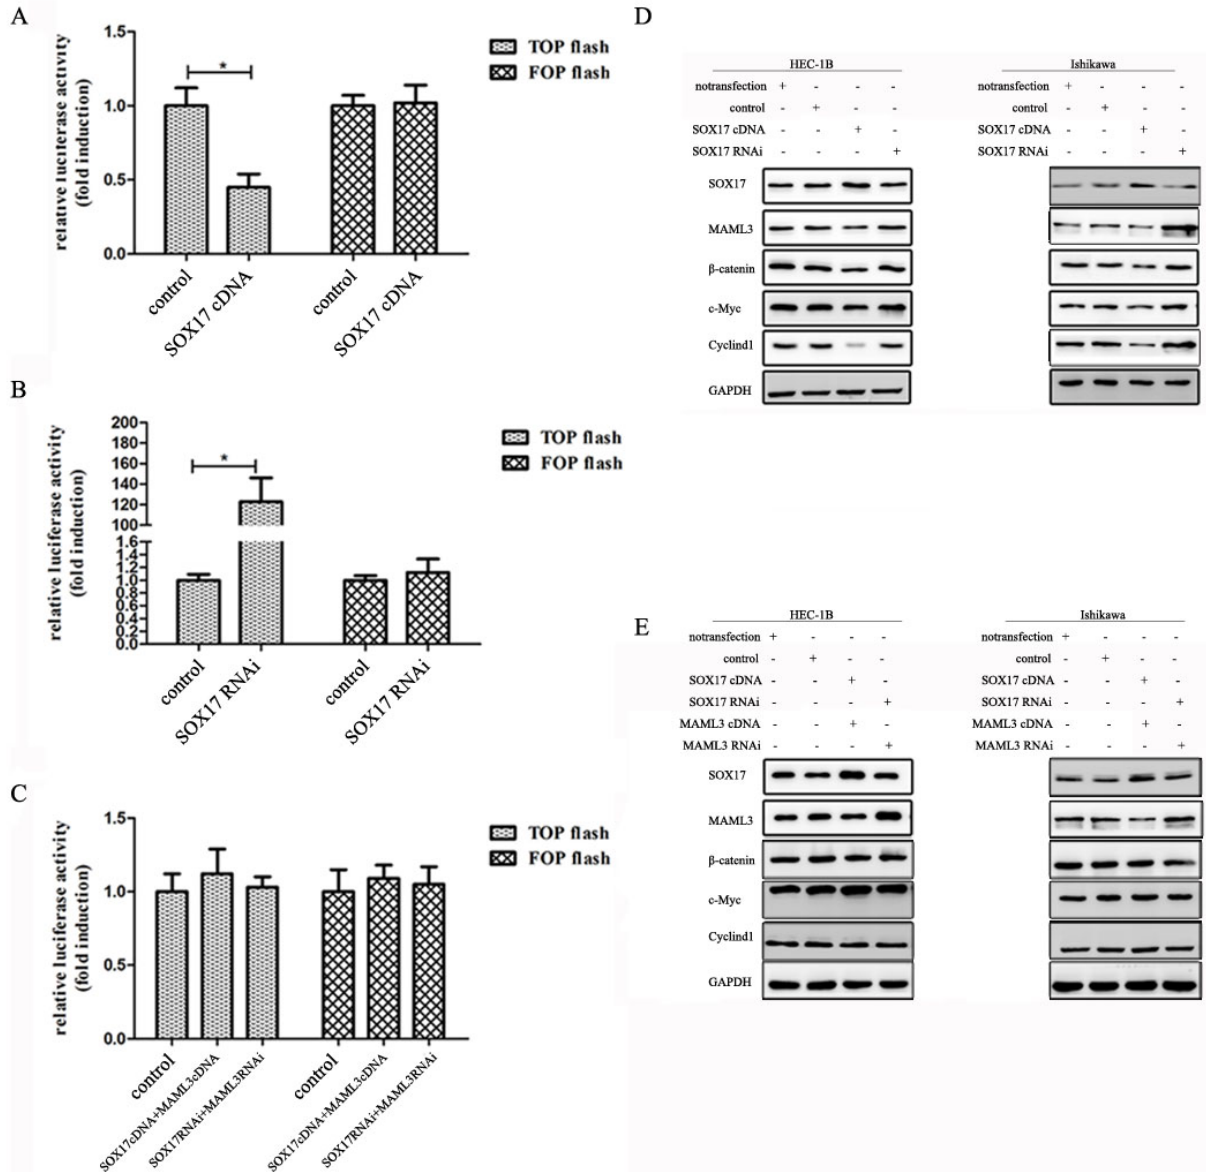 A
relative luciferase activity
(fold induction)
1.5
1.0
0.5
0.0
*
TOP flash
FOP flash
control
SOX17 cDNA
control
SOX17 cDNA
B
relative luciferase activity
(fold induction)
200
180
160
140
120
100
1.6
1.4
1.2
1.0
0.8
0.6
0.4
0.2
0.0
*
TOP flash
FOP flash
control
SOX17 RNAi
control
SOX17 RNAi
C
relative luciferase activity
(fold induction)
1.5
1.0
0.5
0.0
TOP flash
FOP flash
control
SOX17cDNA+MAML3cDNA
SOX17RNAi+MAML3RNAi
control
SOX17cDNA+MAML3cDNA
SOX17RNAi+MAML3RNAi
D
HEC-1B
notransfection + - - -
control - + - -
SOX17 cDNA - - + -
SOX17 RNAi - - - +
SOX17
MAML3
β-catenin
c-Myc
Cyclind1
GAPDH
Ishikawa
notransfection + - - -
control - + - -
SOX17 cDNA - - + -
SOX17 RNAi - - - +
E
HEC-1B
notransfection + - - -
control - + - -
SOX17 cDNA - - + -
SOX17 RNAi - - - +
MAML3 cDNA - - + -
MAML3 RNAi - - - +
SOX17
MAML3
β-catenin
c-Myc
Cyclind1
GAPDH
Ishikawa
notransfection + - - -
control - + - -
SOX17 cDNA - - + -
SOX17 RNAi - - - +
MAML3 cDNA - - + -
MAML3 RNAi - - - +